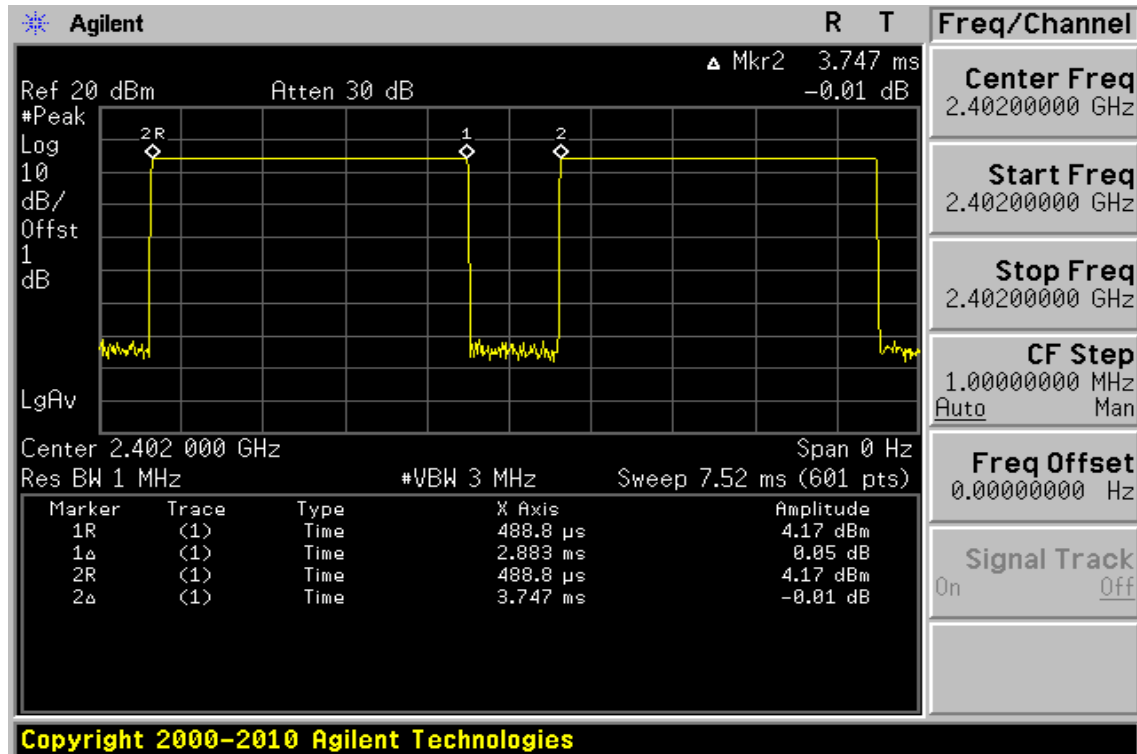 Agilent R T
Freq/Channel
Δ Mkr2 3.747 ms
Ref 20 dBm Atten 30 dB -0.01 dB
#Peak
Log
10
dB/
Offst
1
dB
LgAv
2R 1 2
Center 2.402 000 GHz Span 0 Hz
Res BW 1 MHz #VBW 3 MHz Sweep 7.52 ms (601 pts)
Marker Trace Type X Axis Amplitude
1R (1) Time 488.8 µs 4.17 dBm
1Δ (1) Time 2.883 ms 0.05 dB
2R (1) Time 488.8 µs 4.17 dBm
2Δ (1) Time 3.747 ms -0.01 dB
Center Freq
2.40200000 GHz
Start Freq
2.40200000 GHz
Stop Freq
2.40200000 GHz
CF Step
1.00000000 MHz
Auto Man
Freq Offset
0.00000000 Hz
Signal Track
On Off
Copyright 2000-2010 Agilent Technologies